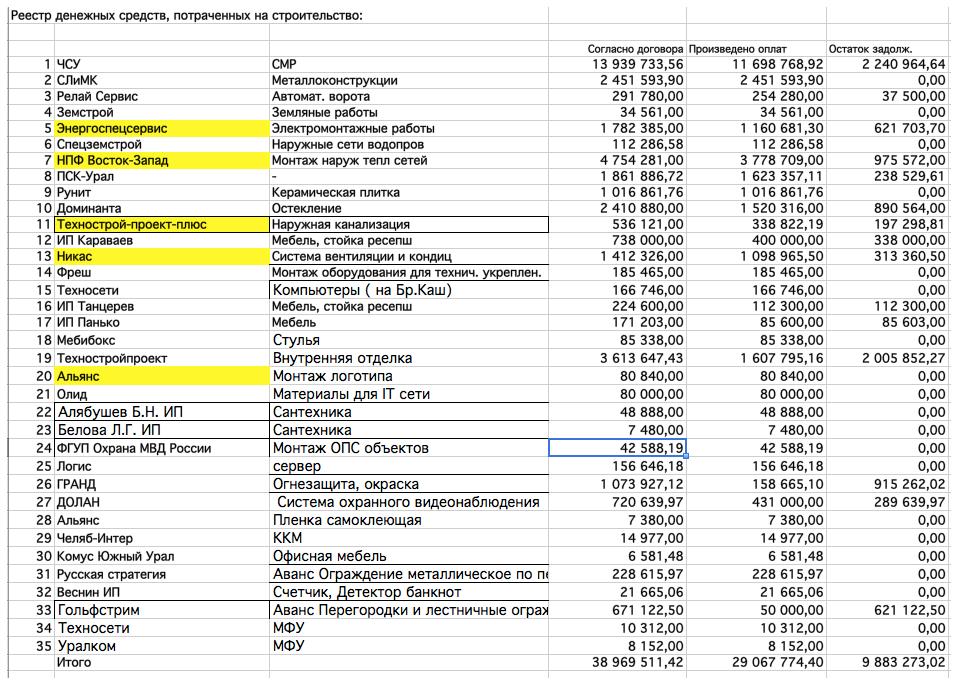 Реестр денежных средств, потраченных на строительство:
Согласно договора Произведено оплат Остаток задолж.
1 ЧСУ СМР 13 939 733,56 11 698 768,92 2 240 964,64
2 СЛиМК Металлоконструкции 2 451 593,90 2 451 593,90 0,00
3 Релай Сервис Автомат. ворота 291 780,00 254 280,00 37 500,00
4 Земстрой Земляные работы 34 561,00 34 561,00 0,00
5 Энергоспецсервис Электромонтажные работы 1 782 385,00 1 160 681,30 621 703,70
6 Спецземстрой Наружные сети водопров 112 286,58 112 286,58 0,00
7 НПФ Восток-Запад Монтаж наруж тепл сетей 4 754 281,00 3 778 709,00 975 572,00
8 ПСК-Урал - 1 861 886,72 1 623 357,11 238 529,61
9 Рунит Керамическая плитка 1 016 861,76 1 016 861,76 0,00
10 Доминанта Остекление 2 410 880,00 1 520 316,00 890 564,00
11 Технострой-проект-плюс Наружная канализация 536 121,00 338 822,19 197 298,81
12 ИП Караваев Мебель, стойка ресепш 738 000,00 400 000,00 338 000,00
13 Никас Система вентиляции и кондиц 1 412 326,00 1 098 965,50 313 360,50
14 Фреш Монтаж оборудования для технич. укреплен. 185 465,00 185 465,00 0,00
15 Техносети Компьютеры ( на Бр.Каш) 166 746,00 166 746,00 0,00
16 ИП Танцерев Мебель, стойка ресепш 224 600,00 112 300,00 112 300,00
17 ИП Панько Мебель 171 203,00 85 600,00 85 603,00
18 Мебибокс Стулья 85 338,00 85 338,00 0,00
19 Техностройпроект Внутренняя отделка 3 613 647,43 1 607 795,16 2 005 852,27
20 Альянс Монтаж логотипа 80 840,00 80 840,00 0,00
21 Олид Материалы для IT сети 80 000,00 80 000,00 0,00
22 Алябушев Б.Н. ИП Сантехника 48 888,00 48 888,00 0,00
23 Белова Л.Г. ИП Сантехника 7 480,00 7 480,00 0,00
24 ФГУП Охрана МВД России Монтаж ОПС объектов 42 588,19 42 588,19 0,00
25 Логис сервер 156 646,18 156 646,18 0,00
26 ГРАНД Огнезащита, окраска 1 073 927,12 158 665,10 915 262,02
27 ДОЛАН Система охранного видеонаблюдения 720 639,97 431 000,00 289 639,97
28 Альянс Пленка самоклеющая 7 380,00 7 380,00 0,00
29 Челяб-Интер ККМ 14 977,00 14 977,00 0,00
30 Комус Южный Урал Офисная мебель 6 581,48 6 581,48 0,00
31 Русская стратегия Аванс Ограждение металлическое по 228 615,97 228 615,97 0,00
32 Веснин ИП Счетчик, Детектор банкнот 21 665,06 21 665,06 0,00
33 Гольфстрим Аванс Перегородки и лестничные ограж 671 122,50 50 000,00 621 122,50
34 Техносети МФУ 10 312,00 10 312,00 0,00
35 Уралком МФУ 8 152,00 8 152,00 0,00
Итого 38 969 511,42 29 067 774,40 9 883 273,02